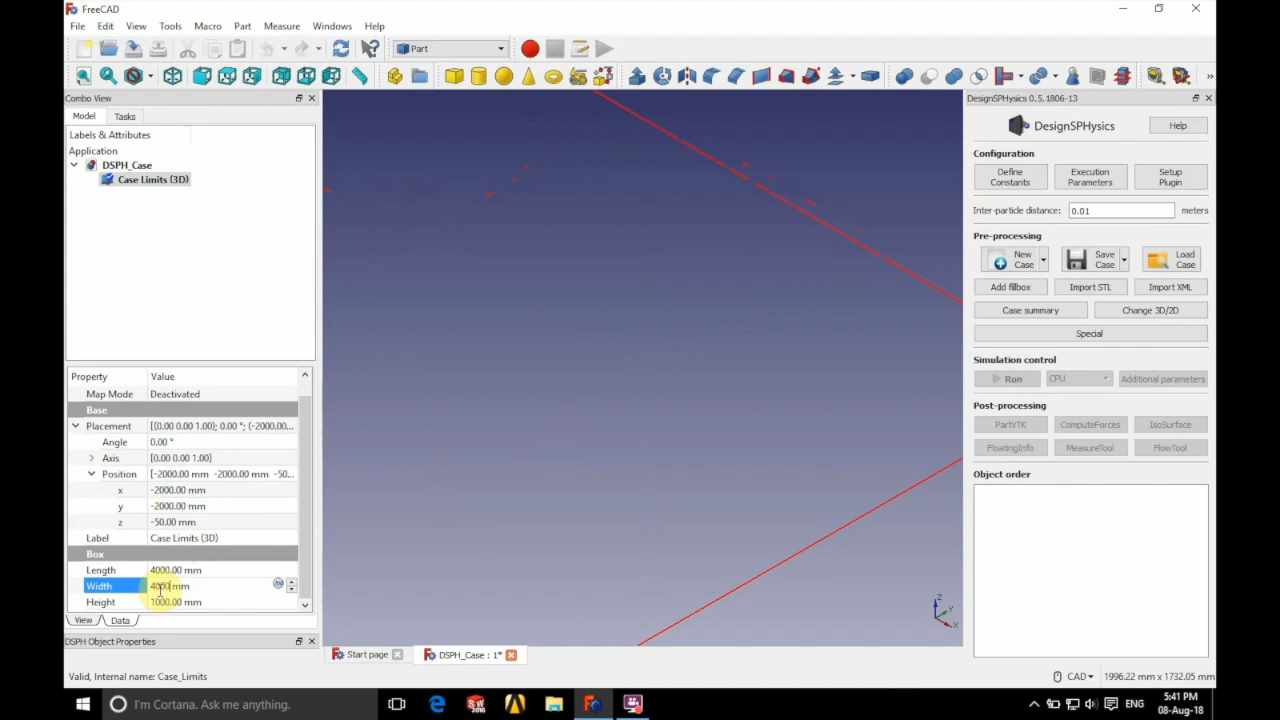 FreeCAD
File Edit View Tools Macro Part Measure Windows Help
Part
Combo View
Model Tasks
Labels & Attributes
Application
DSPH_Case
Case Limits (3D)
Property Value
Map Mode Deactivated
Base
Placement [(0.00 0.00 1.00); 0.00 °; (-2000.00...
Angle 0.00 °
Axis [0.00 0.00 1.00]
Position [-2000.00 mm -2000.00 mm -50...
x -2000.00 mm
y -2000.00 mm
z -50.00 mm
Label Case Limits (3D)
Box
Length 4000.00 mm
Width 4000 mm
Height 1000.00 mm
View Data
DSPH Object Properties
Valid, Internal name: Case_Limits
Z
Y
X
Start page DSPH_Case : 1*
DesignSPHysics 0.5.1806-13
DesignSPHysics Help
Configuration
Define Constants
Execution Parameters
Setup Plugin
Inter-particle distance: 0.01 meters
Pre-processing
New Case
Save Case
Load Case
Add fillbox Import STL Import XML
Case summary Change 3D/2D
Special
Simulation control
Run CPU Additional parameters
Post-processing
PartVTK ComputeForces IsoSurface
FloatingInfo MeasureTool FlowTool
Object order
CAD 1996.22 mm x 1732.05 mm
I'm Cortana. Ask me anything.
SW
2016
ENG
5:41 PM
08-Aug-18